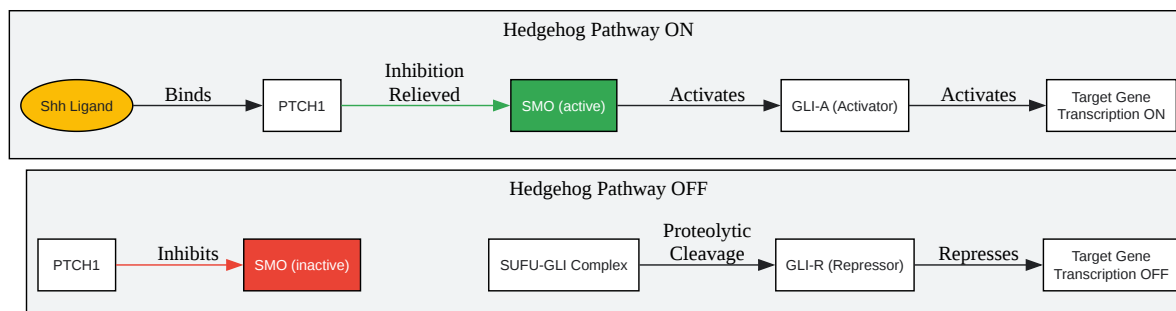 Hedgehog Pathway ON
Shh Ligand
Binds
PTCH1
Inhibition
Relieved
SMO (active)
Activates
GLI-A (Activator)
Activates
Target Gene
Transcription ON
Hedgehog Pathway OFF
PTCH1
Inhibits
SMO (inactive)
SUFU-GLI Complex
Proteolytic
Cleavage
GLI-R (Repressor)
Represses
Target Gene
Transcription OFF